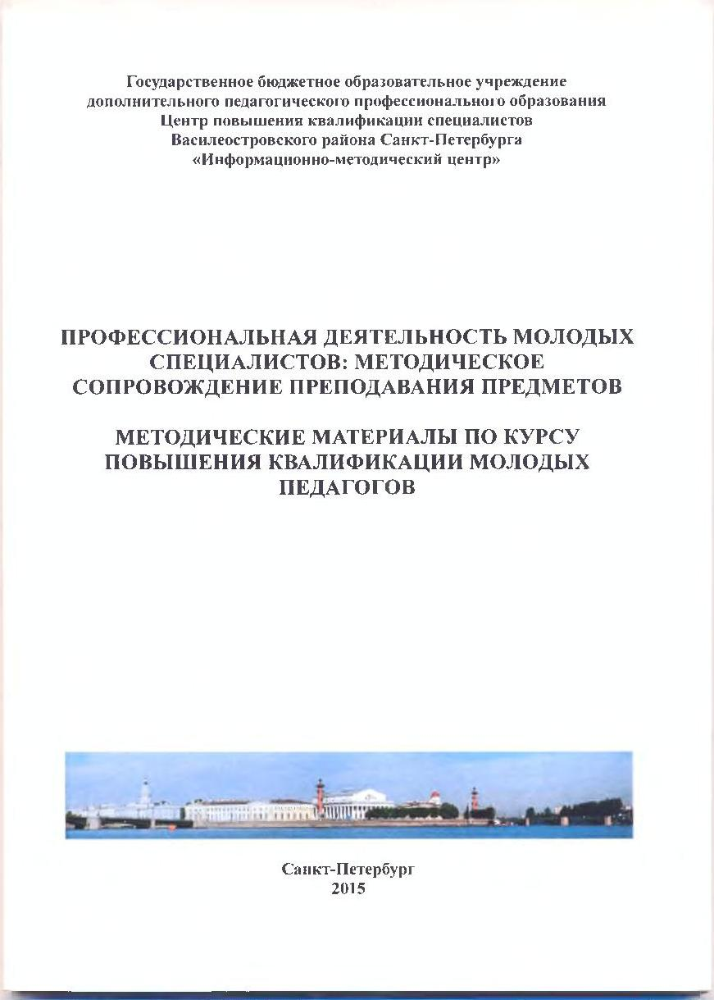 Государственное бюджетное образовательное учреждение
дополнительного педагогического профессионального образования
Центр повышения квалификации специалистов
Василеостровского района Санкт-Петербурга
«Информационно-методический центр»
ПРОФЕССИОНАЛЬНАЯ ДЕЯТЕЛЬНОСТЬ МОЛОДЫХ
СПЕЦИАЛИСТОВ: МЕТОДИЧЕСКОЕ
СОПРОВОЖДЕНИЕ ПРЕПОДАВАНИЯ ПРЕДМЕТОВ
МЕТОДИЧЕСКИЕ МАТЕРИАЛЫ ПО КУРСУ
ПОВЫШЕНИЯ КВАЛИФИКАЦИИ МОЛОДЫХ
ПЕДАГОГОВ
Санкт-Петербург
2015